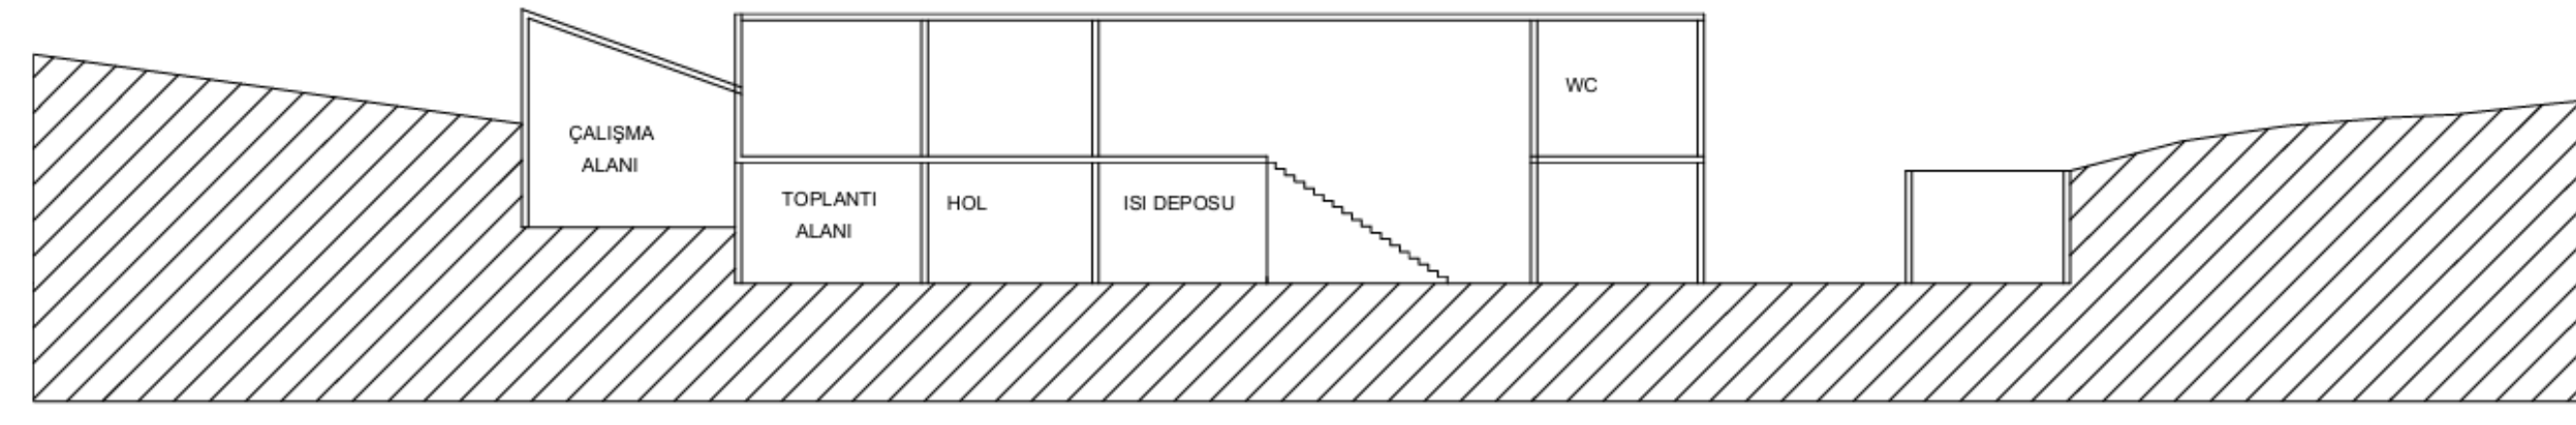 ÇALIŞMA
ALANI
TOPLANTI
ALANI
HOL
ISI DEPOSU
WC